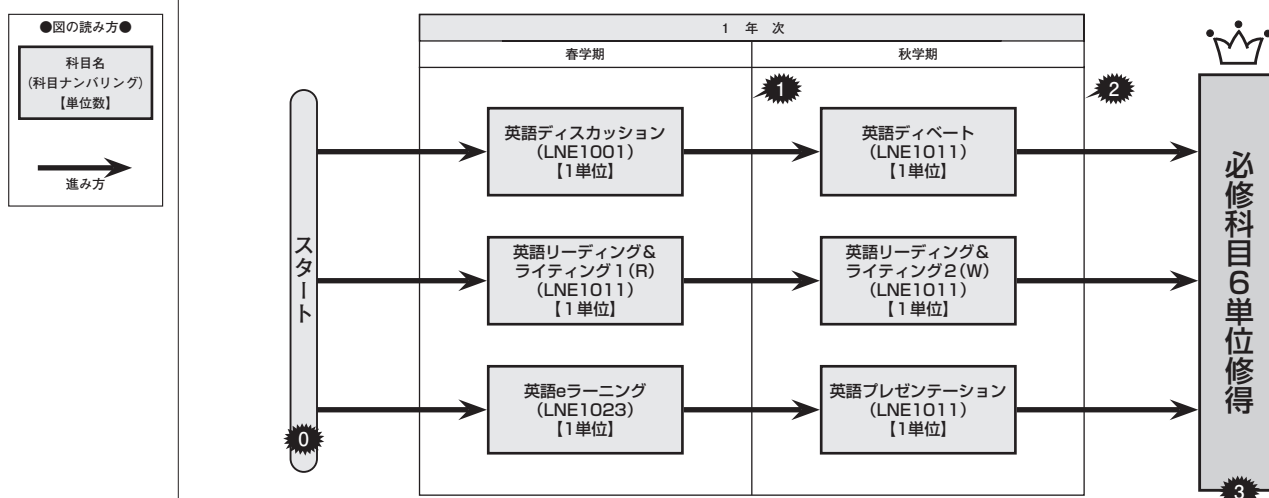 ●図の読み方●
科目名
(科目ナンバリング)
【単位数】
進み方
1 年 次
春学期
秋学期
1
2
スタート
0
英語ディスカッション
(LNE1001)
【1単位】
英語ディベート
(LNE1011)
【1単位】
英語リーディング&
ライティング1(R)
(LNE1011)
【1単位】
英語リーディング&
ライティング2(W)
(LNE1011)
【1単位】
英語eラーニング
(LNE1023)
【1単位】
英語プレゼンテーション
(LNE1011)
【1単位】
必修科目6単位修得
3